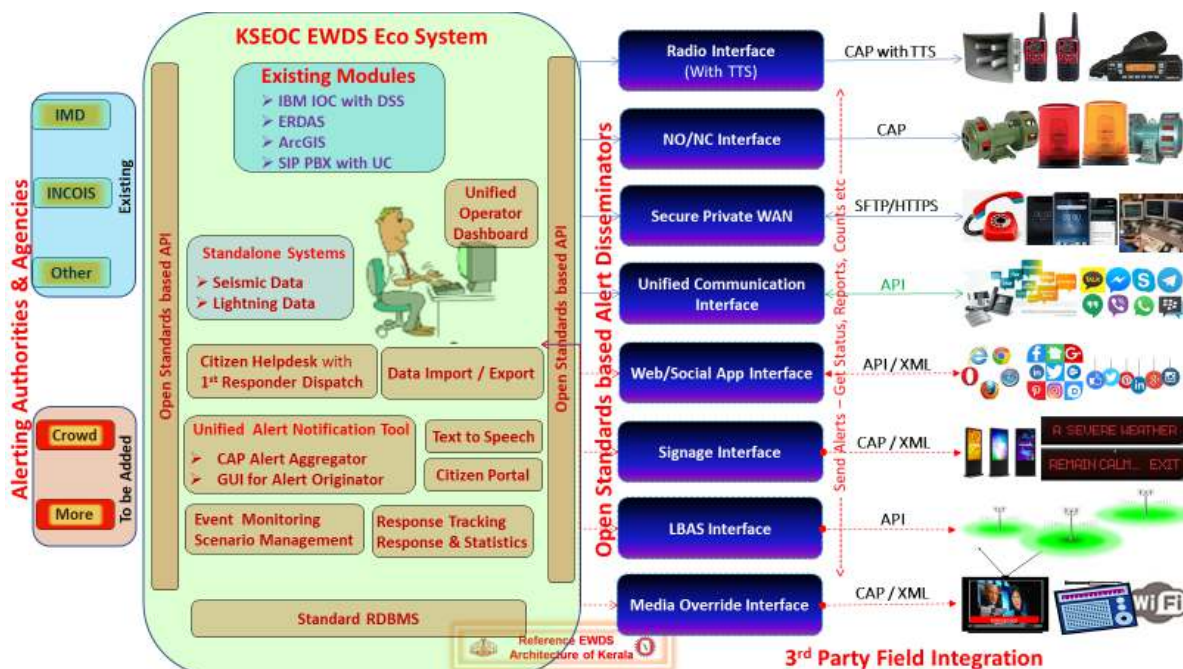 KSEOC EWDS Eco System
Alerting Authorities & Agencies
IMD
INCOIS
Other
Existing
Crowd
More
To be Added
Open Standards based API
Existing Modules
➢ IBM IOC with DSS
➢ ERDAS
➢ ArcGIS
➢ SIP PBX with UC
Unified
Operator
Dashboard
Standalone Systems
➢ Seismic Data
➢ Lightning Data
Citizen Helpdesk with
1st Responder Dispatch
Data Import / Export
Unified Alert Notification Tool
➢ CAP Alert Aggregator
➢ GUI for Alert Originator
Text to Speech
Citizen Portal
Event Monitoring
Scenario Management
Response Tracking
Response & Statistics
Standard RDBMS
Open Standards based API
Open Standards based Alert Disseminators
Radio Interface
(With TTS)
NO/NC Interface
Secure Private WAN
Unified Communication
Interface
Web/Social App Interface
Signage Interface
LBAS Interface
Media Override Interface
Send Alerts – Get Status, Reports, Counts etc
CAP with TTS
CAP
SFTP/HTTPS
API
API / XML
CAP / XML
API
CAP / XML
TALK
A SEVERE WEATHER
REMAIN CALM... EXIT
WiFi
Reference EWDS
Architecture of Kerala
3rd Party Field Integration